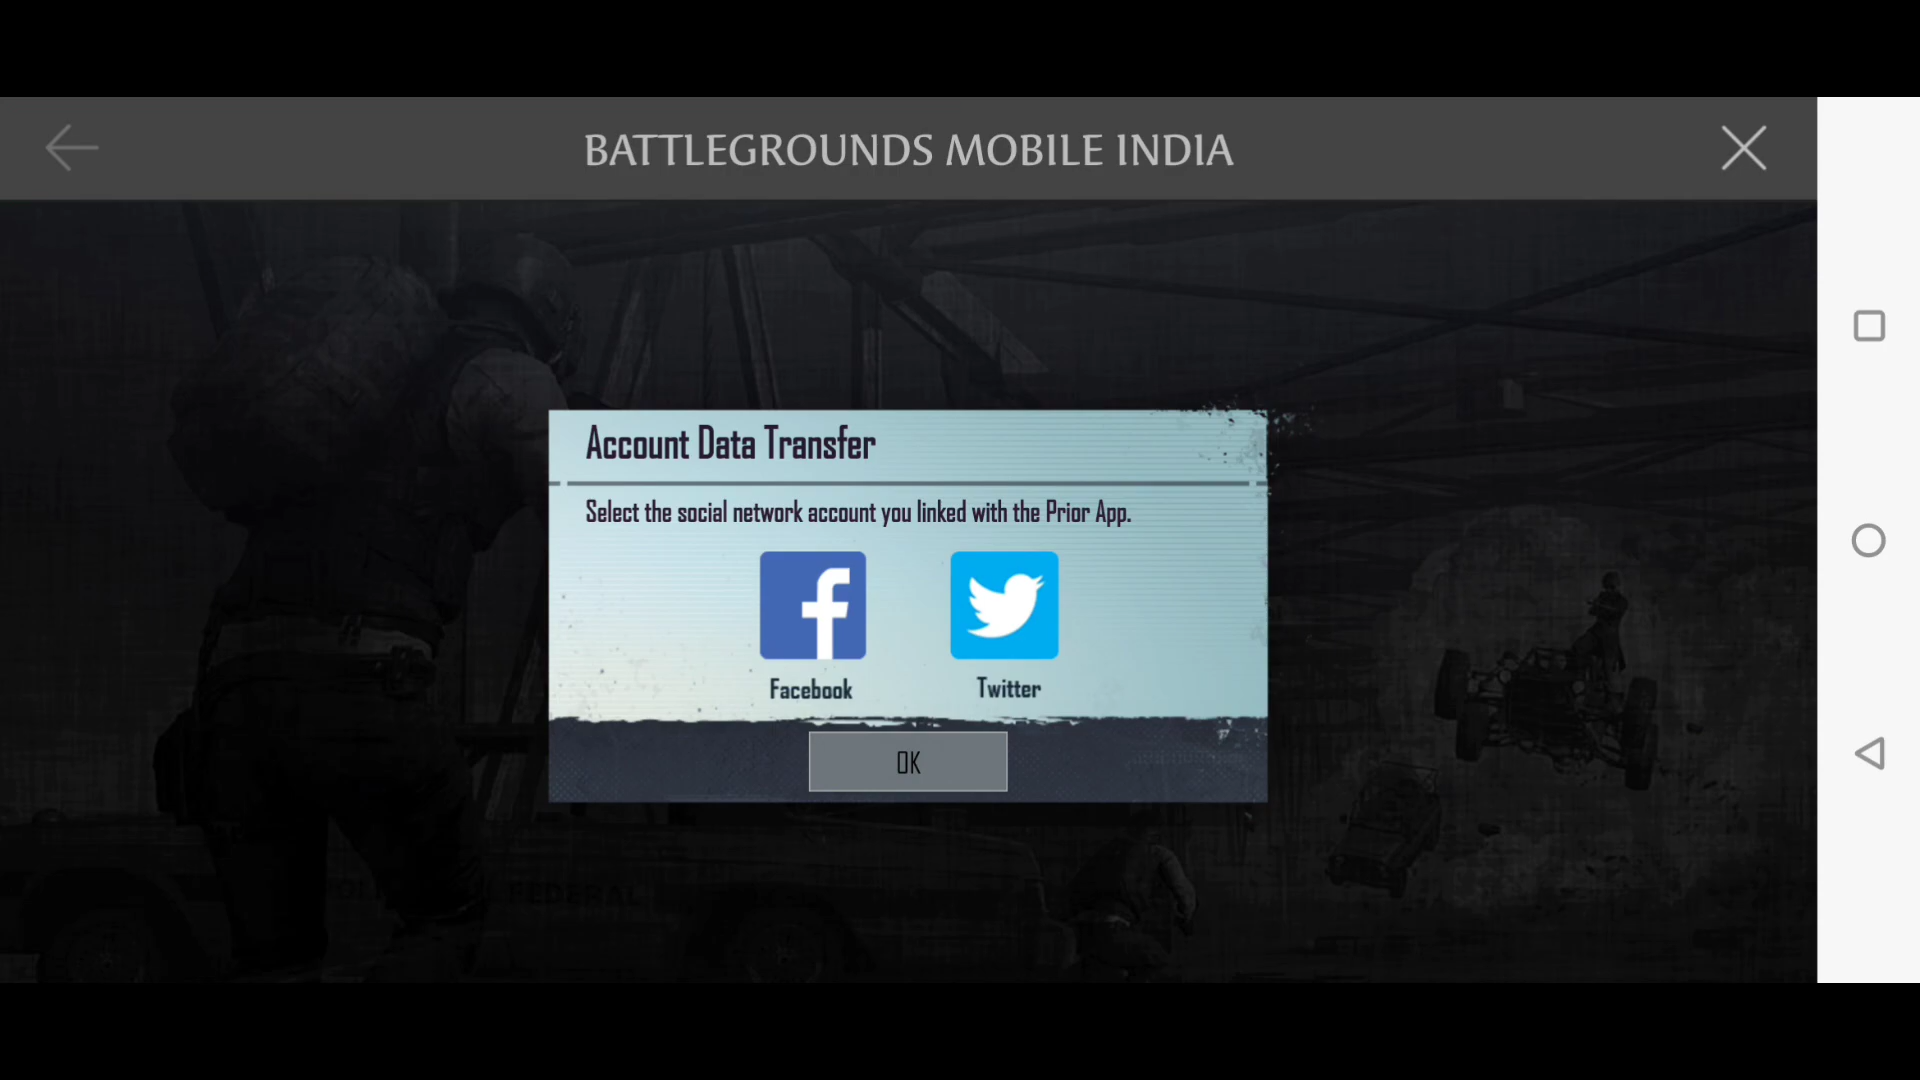 BATTLEGROUNDS MOBILE INDIA
Account Data Transfer
Select the social network account you linked with the Prior App.
Facebook
Twitter
OK
FEDERAL